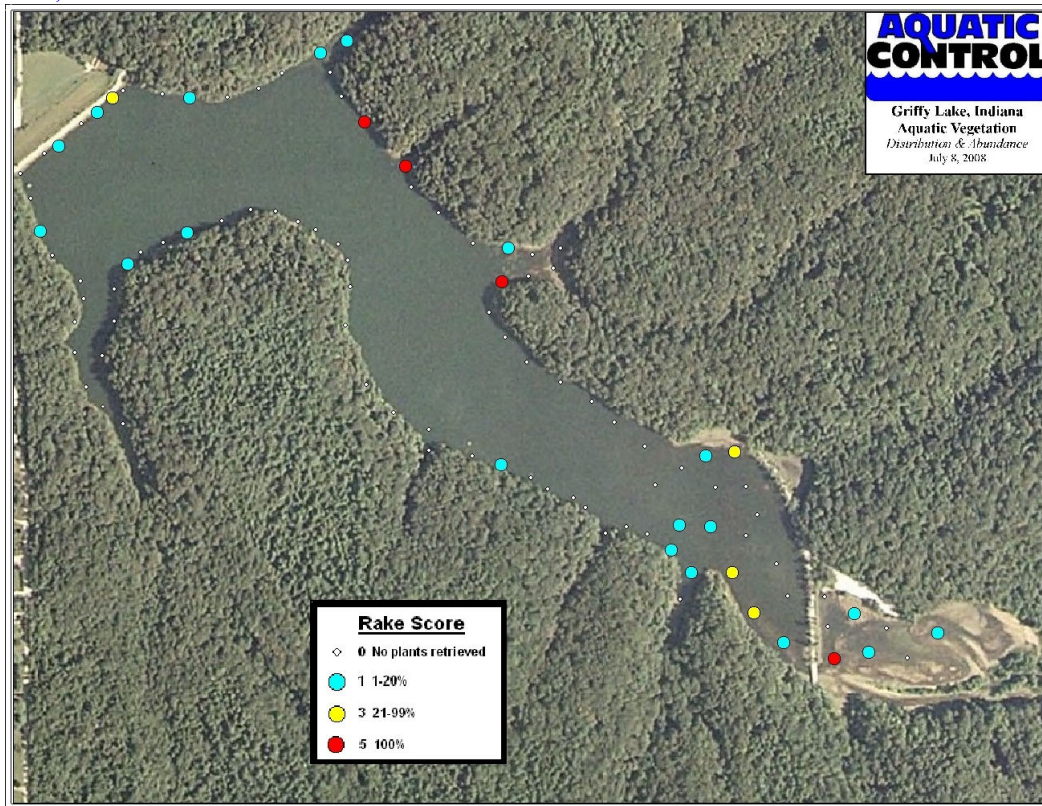 AQUATIC
CONTROL
Griffy Lake, Indiana
Aquatic Vegetation
Distribution & Abundance
July 8, 2008
Rake Score
0 No plants retrieved
1 1-20%
3 21-99%
5 100%